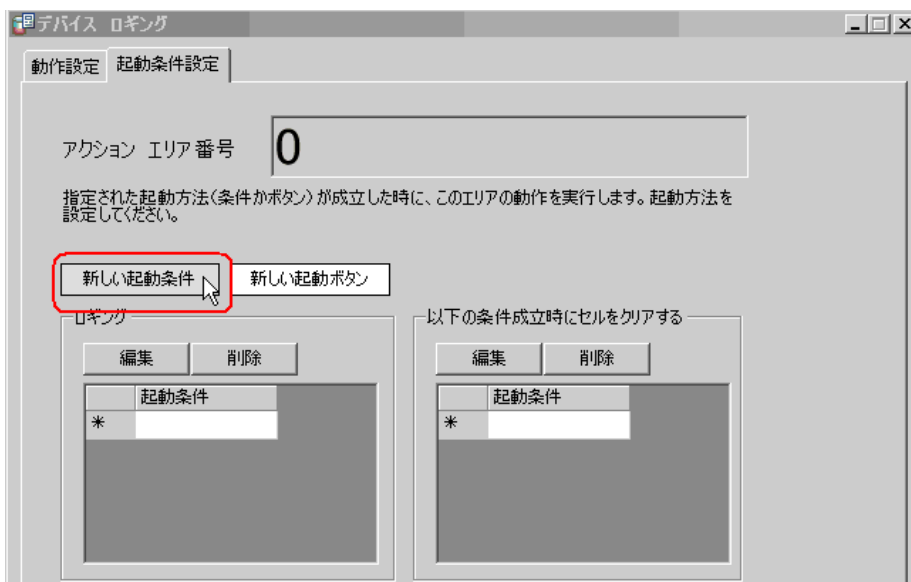 デバイス ロギング
動作設定 起動条件設定
アクション エリア番号 0
指定された起動方法(条件かボタン)が成立した時に、このエリアの動作を実行します。起動方法を
設定してください。
新しい起動条件 新しい起動ボタン
ロギング 以下の条件成立時にセルをクリアする
編集 削除 編集 削除
起動条件 起動条件
* *